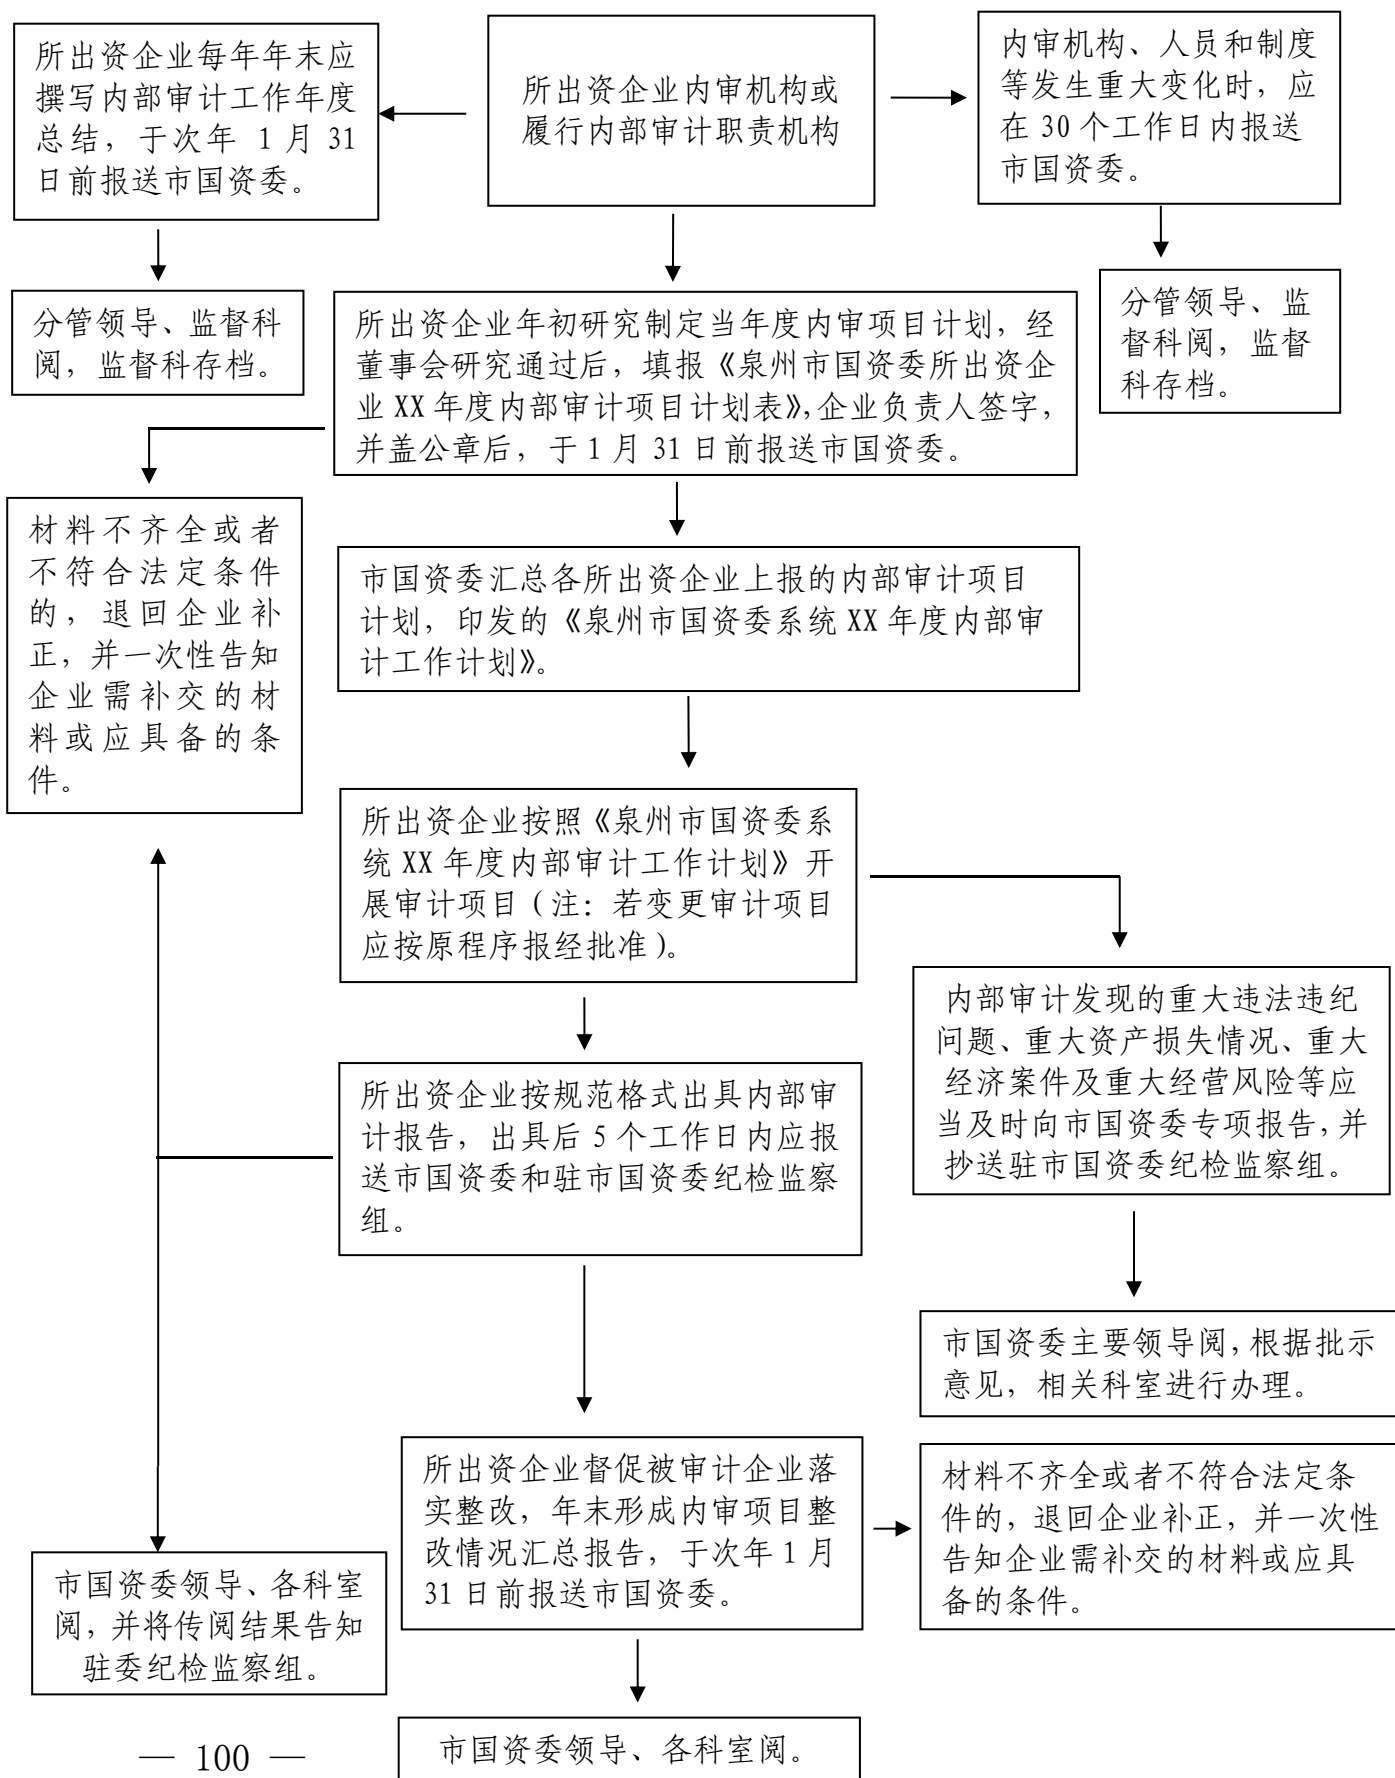 所出资企业每年年末应
撰写内部审计工作年度
总结，于次年 1 月 31
日前报送市国资委。
所出资企业内审机构或
履行内部审计职责机构
内审机构、人员和制度
等发生重大变化时，应
在 30 个工作日内报送
市国资委。
分管领导、监督科
阅，监督科存档。
所出资企业年初研究制定当年度内审项目计划，经
董事会研究通过后，填报《泉州市国资委所出资企
业 XX 年度内部审计项目计划表》，企业负责人签字，
并盖公章后，于 1 月 31 日前报送市国资委。
分管领导、监
督科阅，监督
科存档。
材料不齐全或者
不符合法定条件
的，退回企业补
正，并一次性告知
企业需补交的材
料或应具备的条
件。
市国资委汇总各所出资企业上报的内部审计项目
计划，印发的《泉州市国资委系统 XX 年度内部审
计工作计划》。
所出资企业按照《泉州市国资委系
统 XX 年度内部审计工作计划》开
展审计项目（注：若变更审计项目
应按原程序报经批准）。
内部审计发现的重大违法违纪
问题、重大资产损失情况、重大
经济案件及重大经营风险等应
当及时向市国资委专项报告，并
抄送驻市国资委纪检监察组。
所出资企业按规范格式出具内部审
计报告，出具后 5 个工作日内应报
送市国资委和驻市国资委纪检监察
组。
市国资委主要领导阅，根据批示
意见，相关科室进行办理。
所出资企业督促被审计企业落
实整改，年末形成内审项目整
改情况汇总报告，于次年 1 月
31 日前报送市国资委。
材料不齐全或者不符合法定条
件的，退回企业补正，并一次性
告知企业需补交的材料或应具
备的条件。
市国资委领导、各科室
阅，并将传阅结果告知
驻委纪检监察组。
市国资委领导、各科室阅。
— 100 —